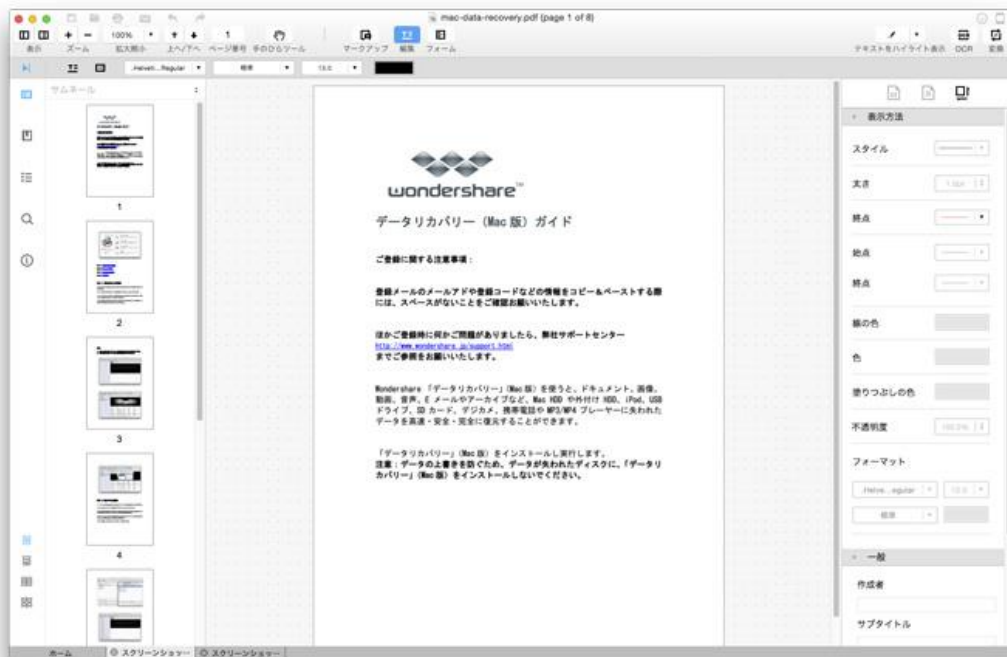 mac-data-recovery.pdf (page 1 of 8)
100%
1
表示
ズーム
拡大縮小
上へ/下へ
ページ番号
手のひらツール
マークアップ
編集
フォーム
テキストをハイライト表示
OCR
変換
.Helveti...Regular
標準
13.0
サムネール
1
2
3
4
wondershare™
データリカバリー（Mac 版）ガイド
ご登録に関する注意事項：
登録メールのメールアドや登録コードなどの情報をコピー＆ペーストする際
には、スペースがないことをご確認お願いいたします。
ほかご登録時に何かご問題がありましたら、弊社サポートセンター
http://www.wondershare.jp/support.html
までご参照をお願いいたします。
Wondershare 「データリカバリー」(Mac 版) を使うと、ドキュメント、画像、
動画、音声、E メールやアーカイブなど、Mac HDD や外付け HDD、iPod、USB
ドライブ、SD カード、デジカメ、携帯電話や MP3/MP4 プレーヤーに失われた
データを高速・安全・完全に復元することができます。
「データリカバリー」(Mac 版) をインストールし実行します。
注意：データの上書きを防ぐため、データが失われたディスクに、「データリ
カバリー」(Mac 版) をインストールしないでください。
表示方法
スタイル
太さ
終点
始点
終点
線の色
色
塗りつぶしの色
不透明度
100.0%
フォーマット
.Helve...egular
13.0
標準
一般
作成者
サブタイトル
ホーム
スクリーンショッ…
スクリーンショッ…